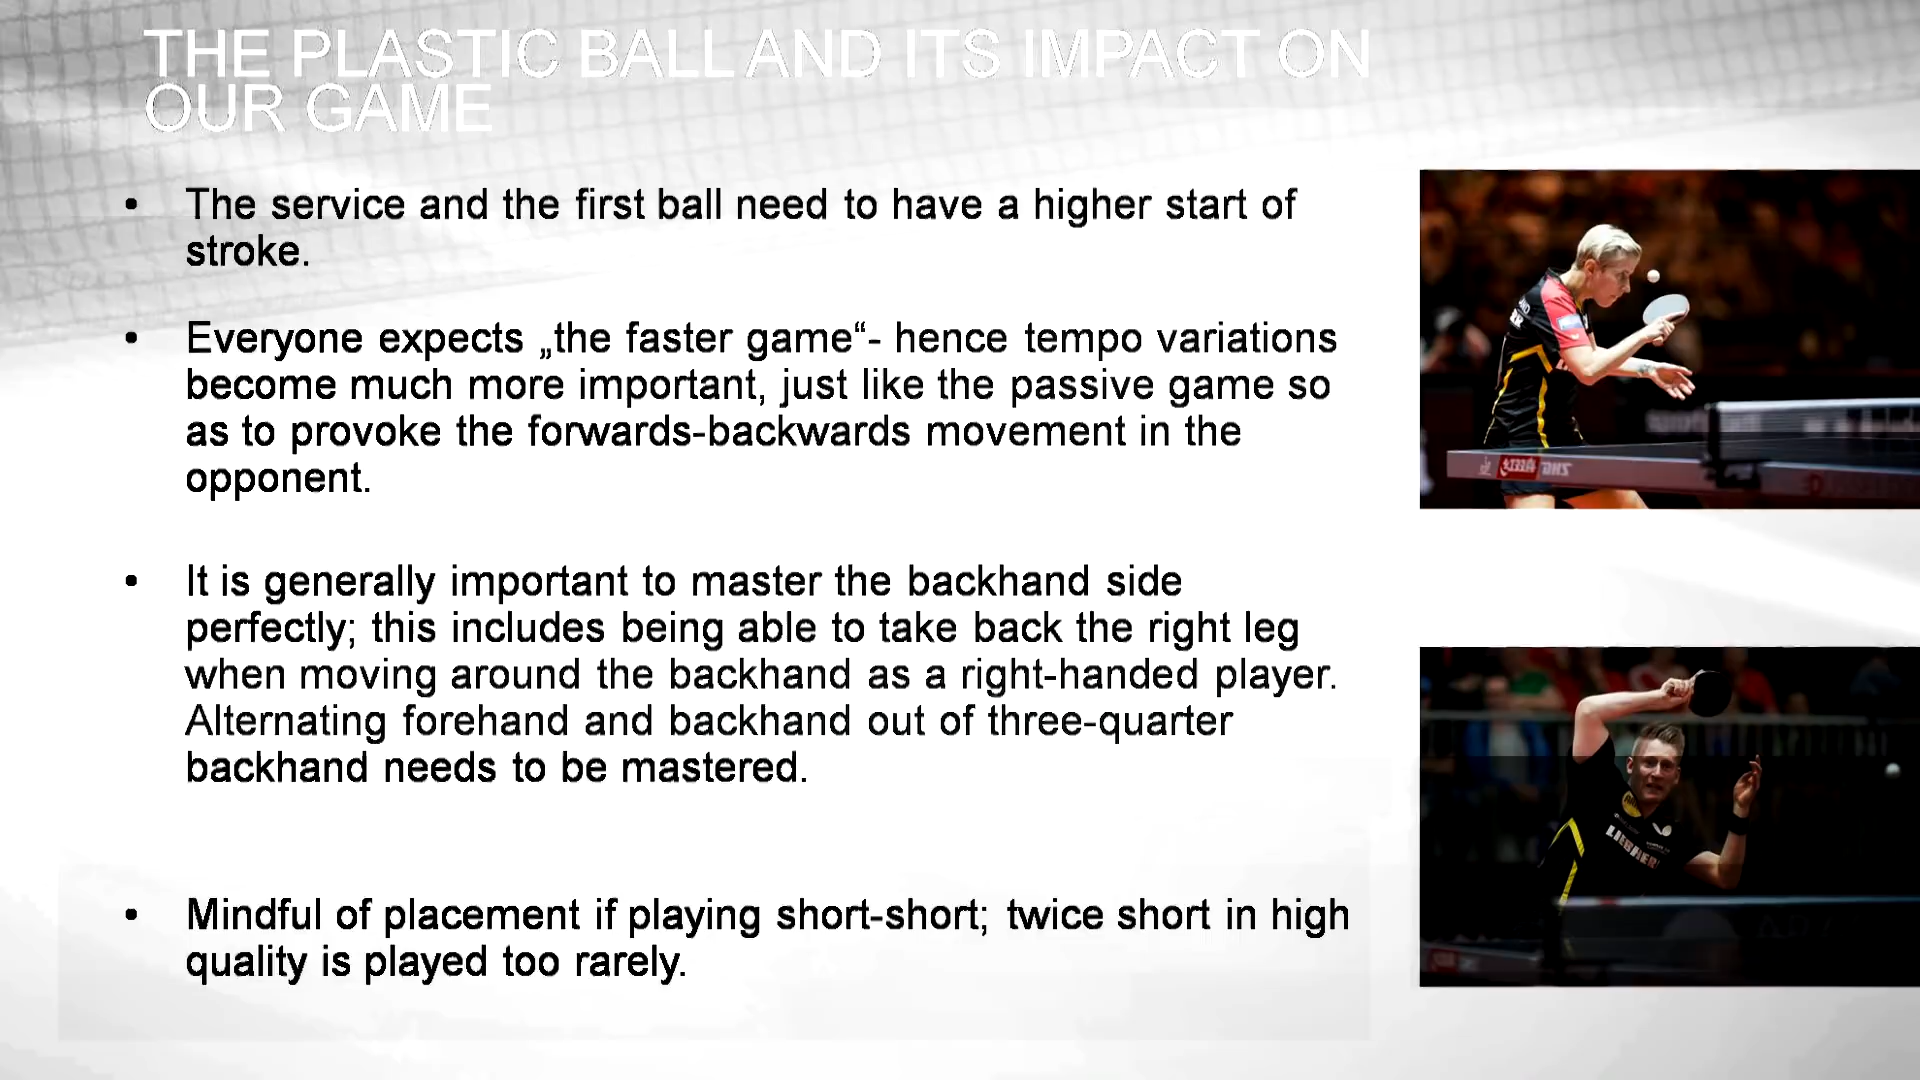 THE PLASTIC BALL AND ITS IMPACT ON
OUR GAME
• The service and the first ball need to have a higher start of
stroke.
• Everyone expects „the faster game“- hence tempo variations
become much more important, just like the passive game so
as to provoke the forwards-backwards movement in the
opponent.
• It is generally important to master the backhand side
perfectly; this includes being able to take back the right leg
when moving around the backhand as a right-handed player.
Alternating forehand and backhand out of three-quarter
backhand needs to be mastered.
• Mindful of placement if playing short-short; twice short in high
quality is played too rarely.
DHS
LIEBHERR